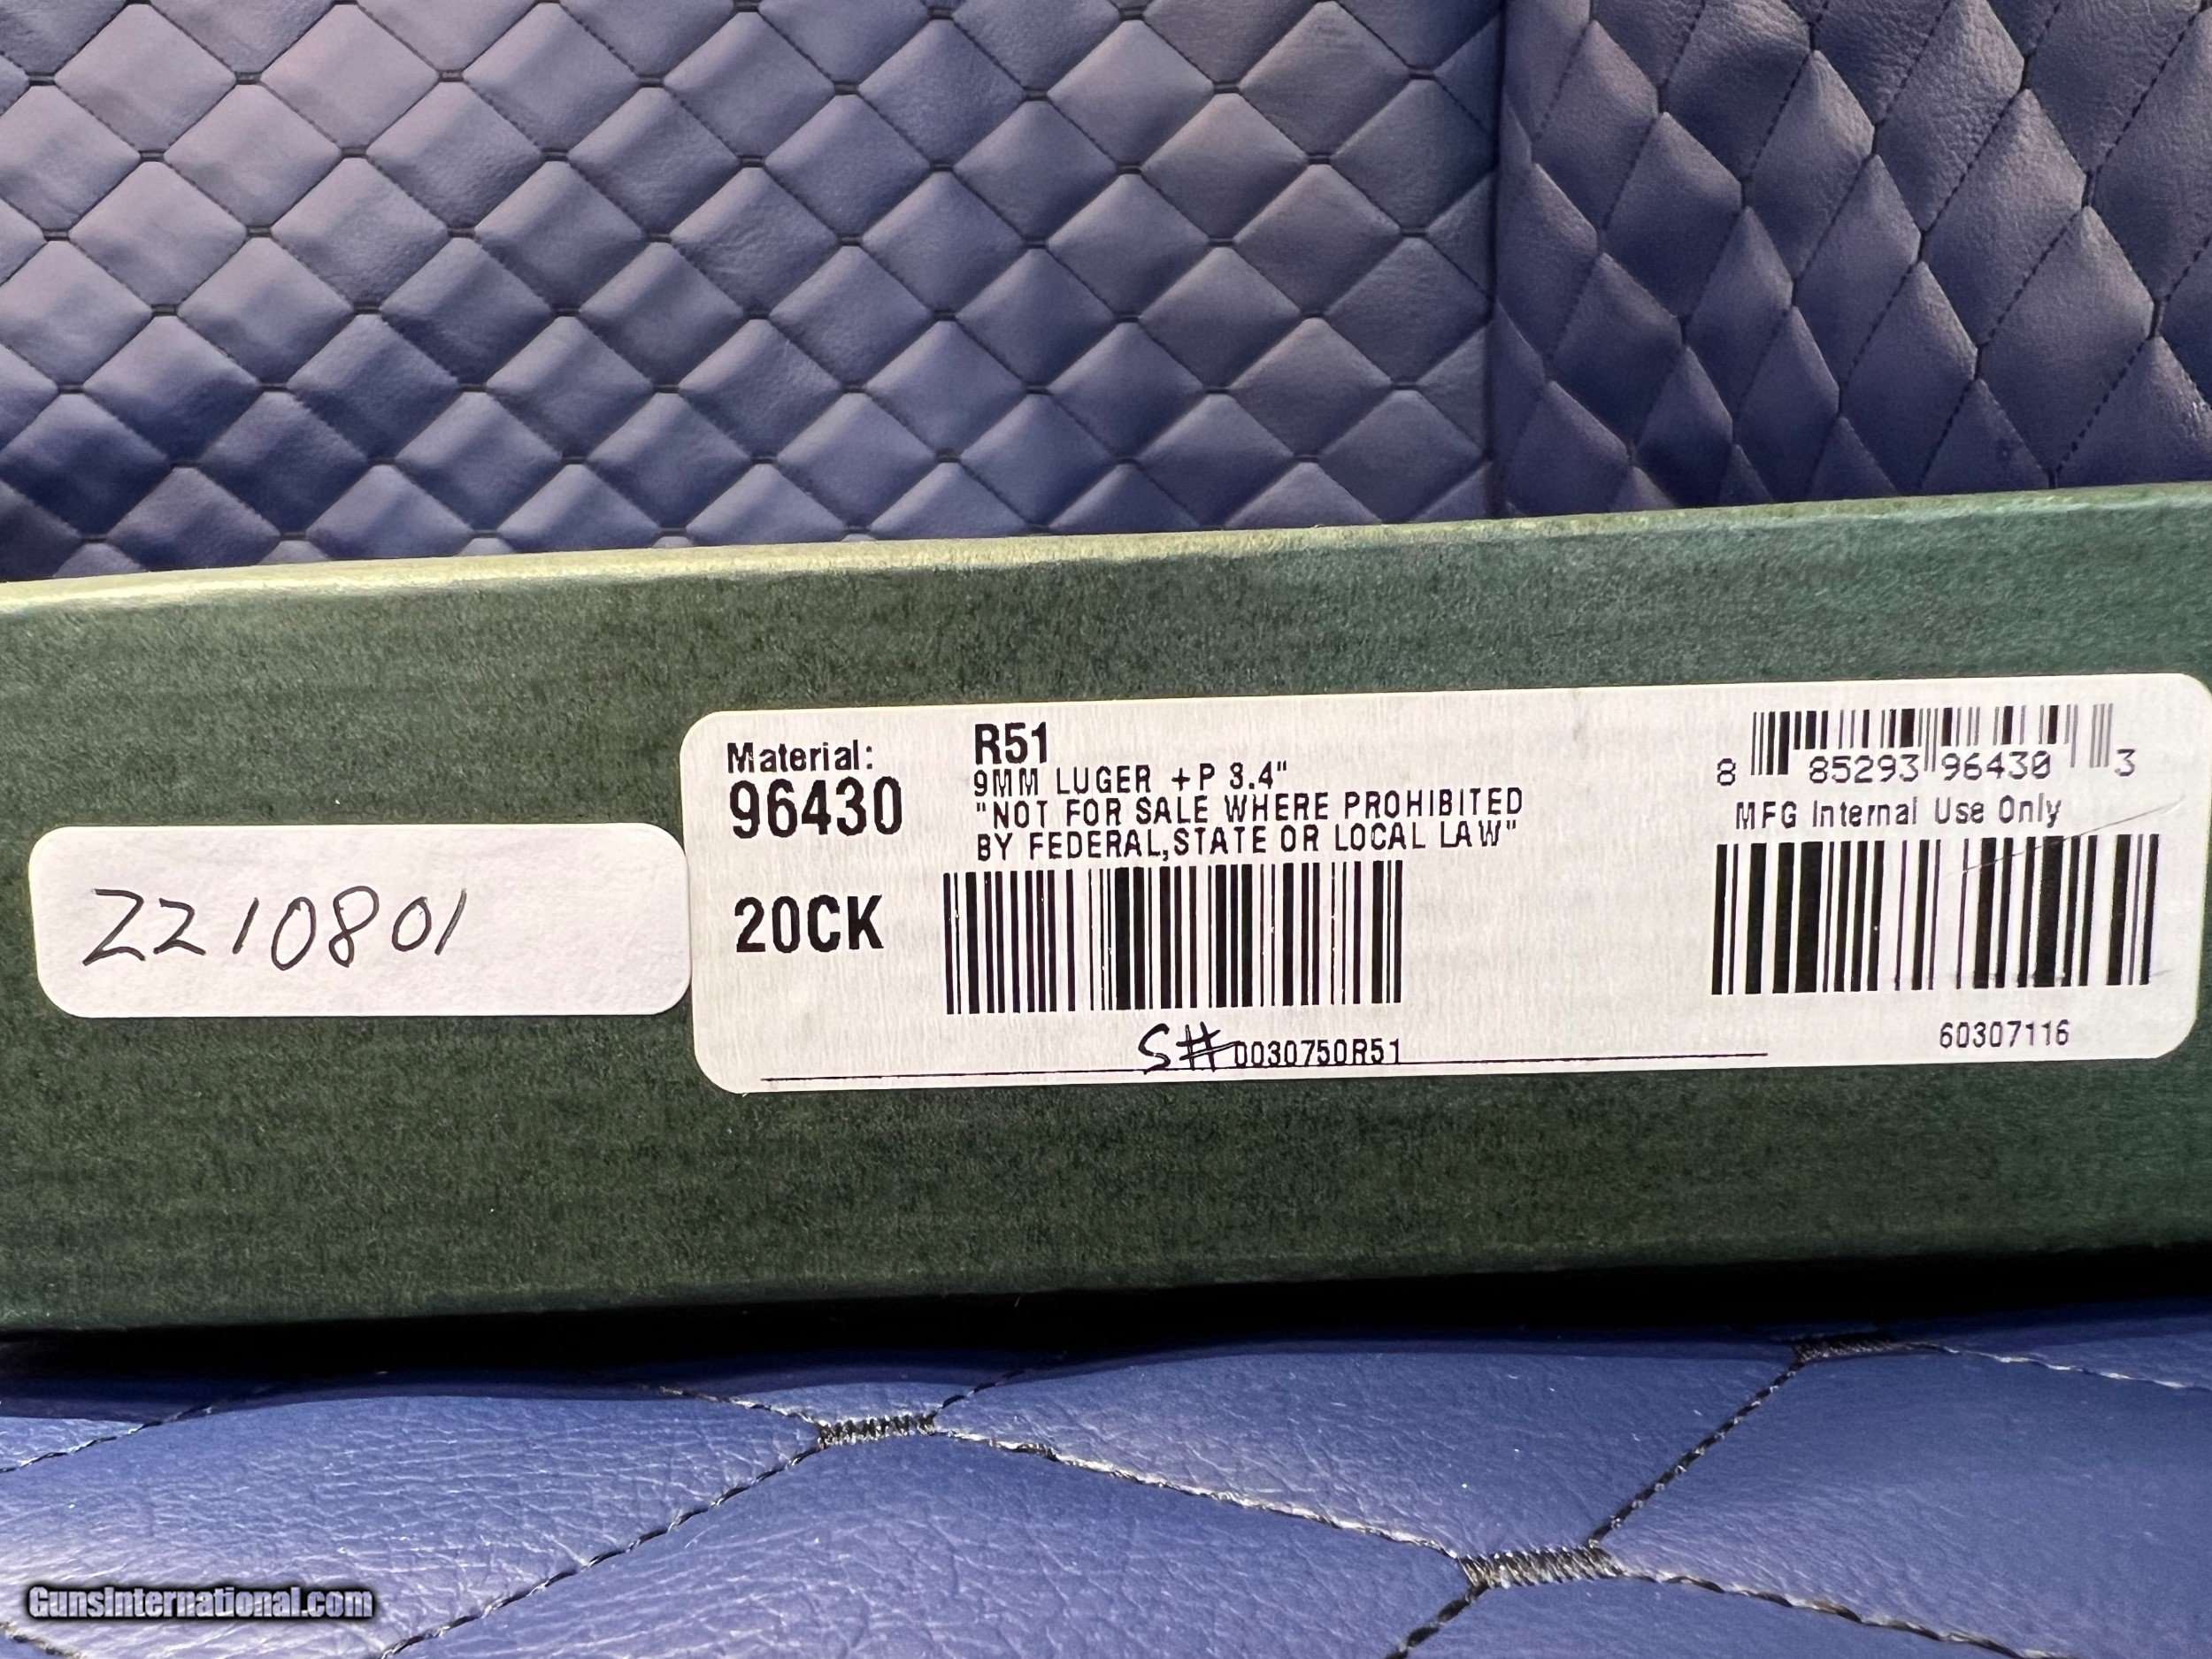 2210801
Material:
96430
20CK
R51
9MM LUGER +P 3.4"
"NOT FOR SALE WHERE PROHIBITED
BY FEDERAL,STATE OR LOCAL LAW"
S#0030750R51
8 85293 96430 3
MFG Internal Use Only
60307116
GunsInternational.com